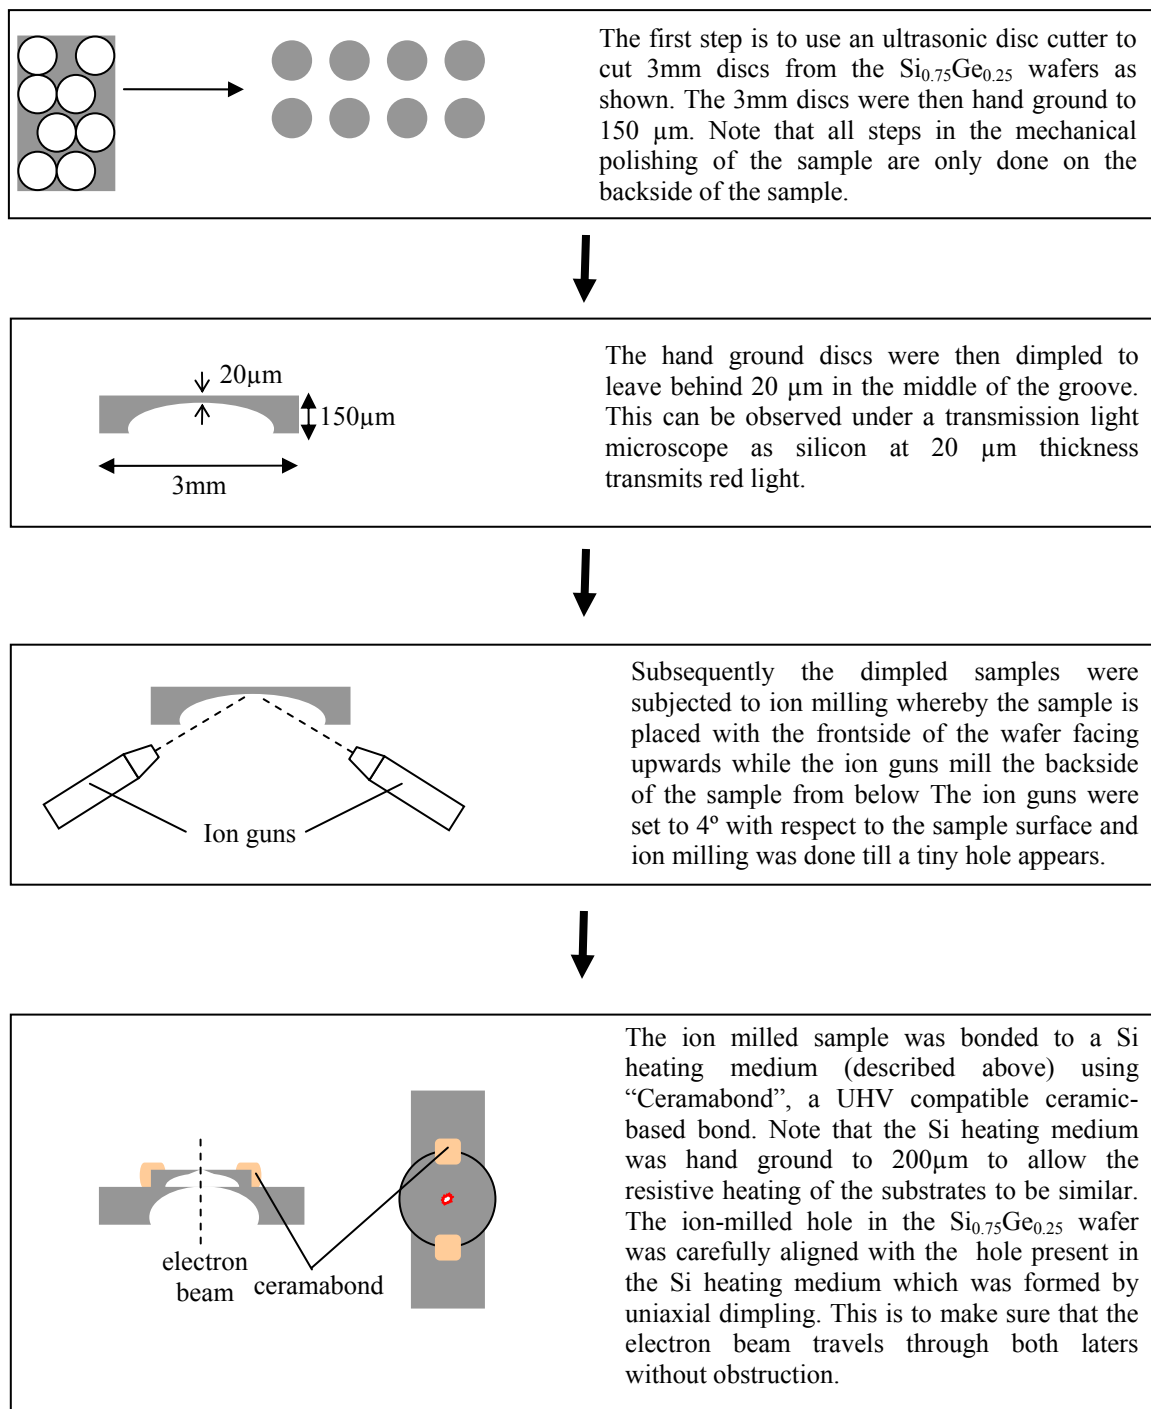 The first step is to use an ultrasonic disc cutter to
cut 3mm discs from the Si0.75Ge0.25 wafers as
shown. The 3mm discs were then hand ground to
150 µm. Note that all steps in the mechanical
polishing of the sample are only done on the
backside of the sample.
20µm
150µm
3mm
The hand ground discs were then dimpled to
leave behind 20 µm in the middle of the groove.
This can be observed under a transmission light
microscope as silicon at 20 µm thickness
transmits red light.
Ion guns
Subsequently the dimpled samples were
subjected to ion milling whereby the sample is
placed with the frontside of the wafer facing
upwards while the ion guns mill the backside
of the sample from below The ion guns were
set to 4º with respect to the sample surface and
ion milling was done till a tiny hole appears.
electron
beam
ceramabond
The ion milled sample was bonded to a Si
heating medium (described above) using
“Ceramabond”, a UHV compatible ceramic-
based bond. Note that the Si heating medium
was hand ground to 200µm to allow the
resistive heating of the substrates to be similar.
The ion-milled hole in the Si0.75Ge0.25 wafer
was carefully aligned with the hole present in
the Si heating medium which was formed by
uniaxial dimpling. This is to make sure that the
electron beam travels through both laters
without obstruction.